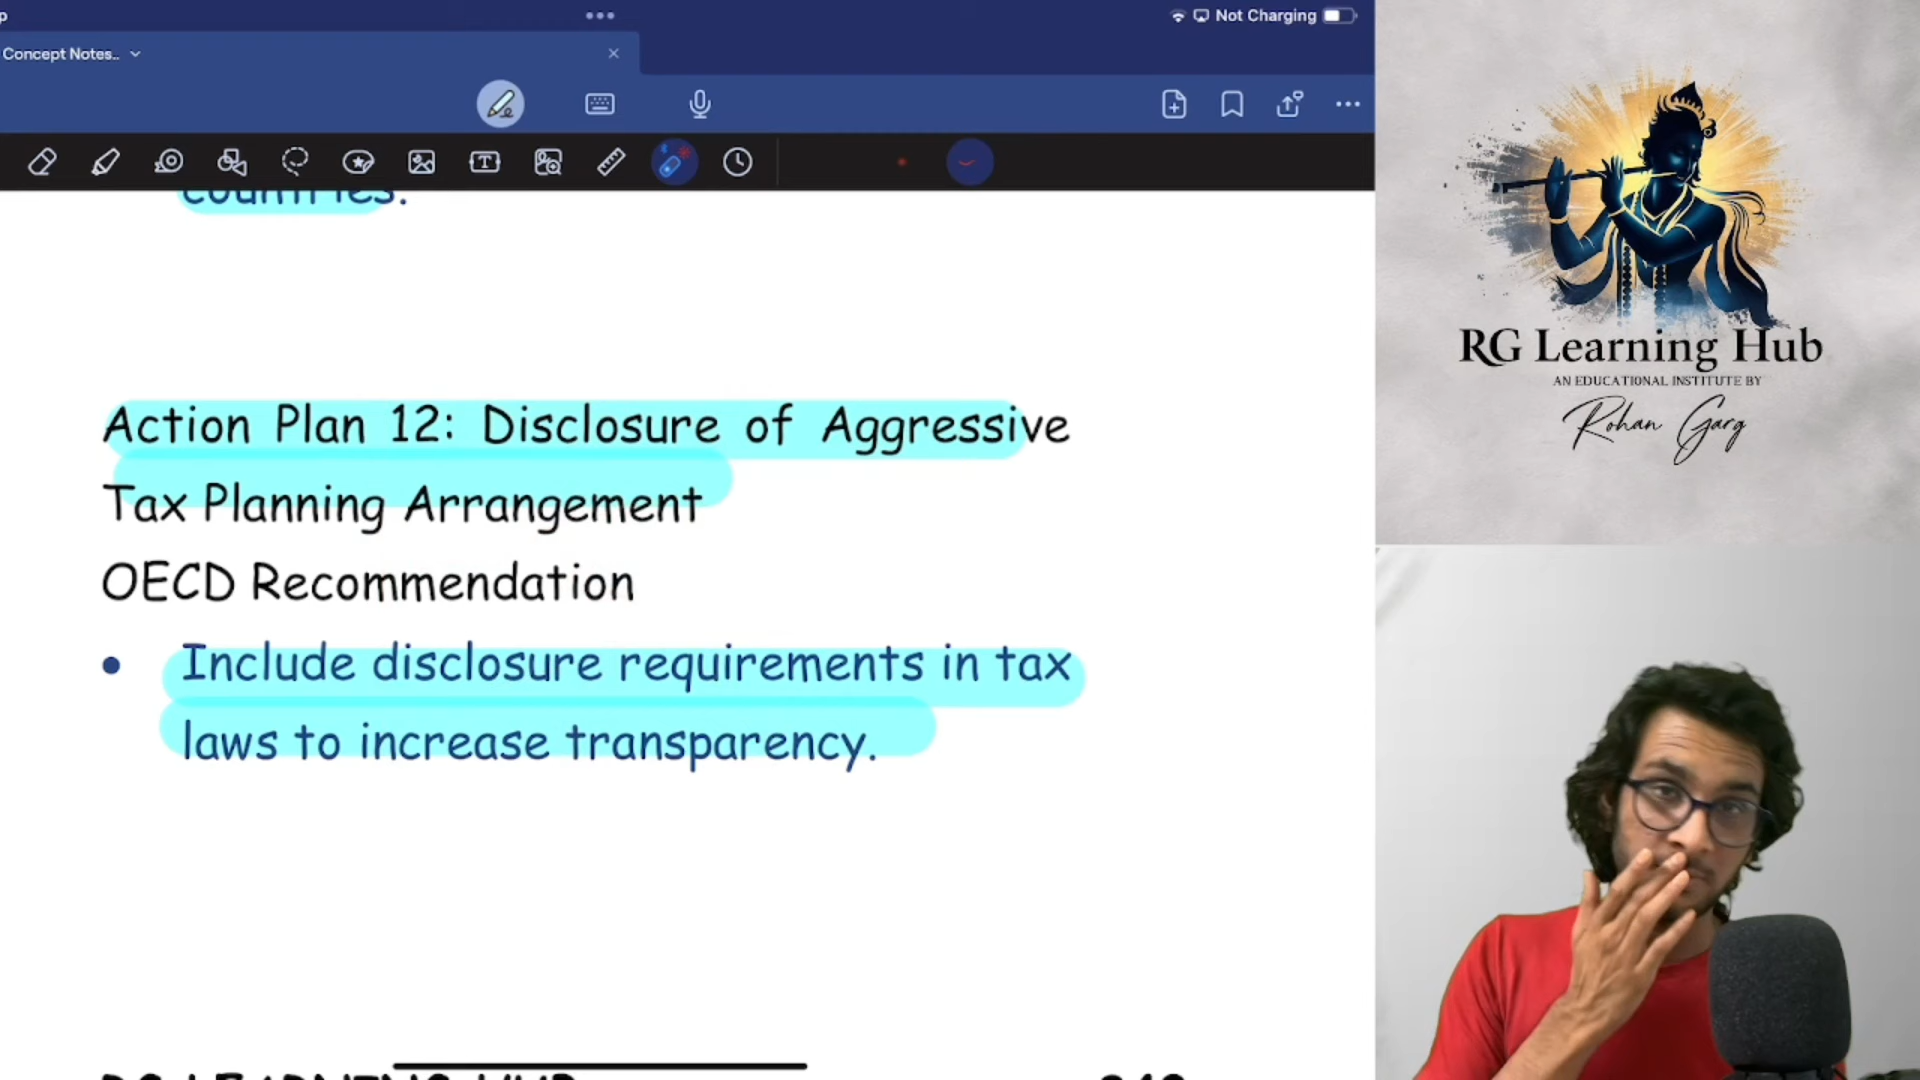 Not Charging
Concept Notes..
countries.
Action Plan 12: Disclosure of Aggressive
Tax Planning Arrangement
OECD Recommendation
• Include disclosure requirements in tax
laws to increase transparency.
RG Learning Hub
AN EDUCATIONAL INSTITUTE BY
Rohan Garg